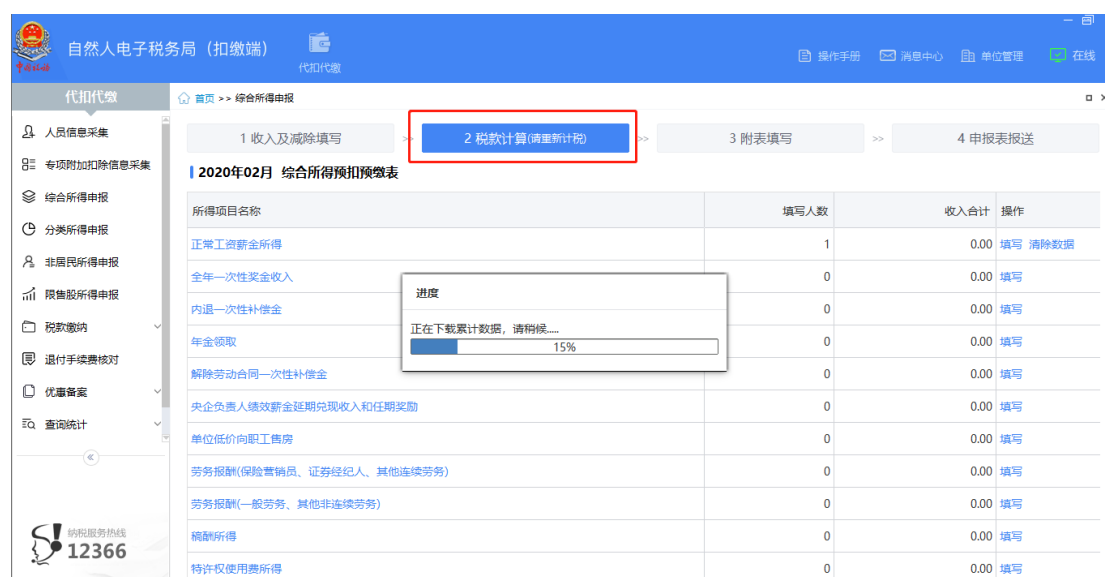 自然人电子税务局（扣缴端）
代扣代缴
操作手册 消息中心 单位管理 在线
代扣代缴
首页 >> 综合所得申报
人员信息采集
专项附加扣除信息采集
综合所得申报
分类所得申报
非居民所得申报
限售股所得申报
税款缴纳
退付手续费核对
优惠备案
查询统计
纳税服务热线
12366
1 收入及减除填写 >> 2 税款计算(请重新计税) >> 3 附表填写 >> 4 申报表报送
2020年02月 综合所得预扣预缴表
所得项目名称 填写人数 收入合计 操作
正常工资薪金所得 1 0.00 填写 清除数据
全年一次性奖金收入 0 0.00 填写
内退一次性补偿金 0 0.00 填写
年金领取 0 0.00 填写
解除劳动合同一次性补偿金 0 0.00 填写
央企负责人绩效薪金延期兑现收入和任期奖励 0 0.00 填写
单位低价向职工售房 0 0.00 填写
劳务报酬(保险营销员、证券经纪人、其他连续劳务) 0 0.00 填写
劳务报酬(一般劳务、其他非连续劳务) 0 0.00 填写
稿酬所得 0 0.00 填写
特许权使用费所得 0 0.00 填写
进度
正在下载累计数据，请稍候.....
15%